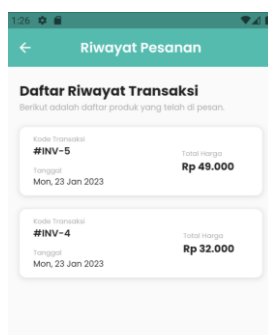 1:26
Riwayat Pesanan
Daftar Riwayat Transaksi
Berikut adalah daftar produk yang telah di pesan.
Kode Transaksi
#INV-5
Total Harga
Tanggal
Rp 49.000
Mon, 23 Jan 2023
Kode Transaksi
#INV-4
Total Harga
Tanggal
Rp 32.000
Mon, 23 Jan 2023